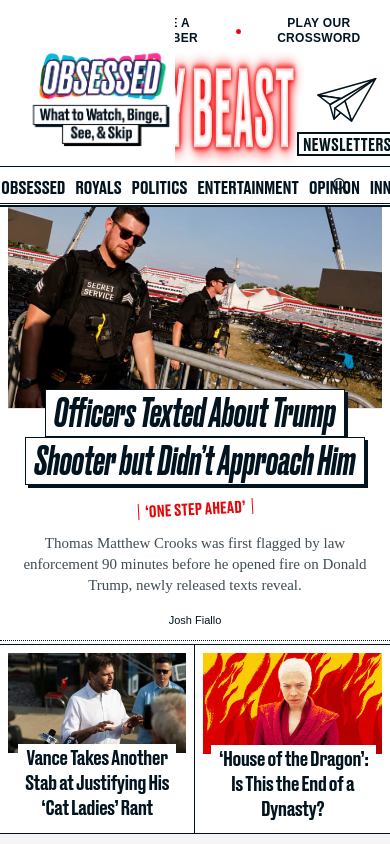 E A
BER
PLAY OUR
CROSSWORD
OBSESSED
What to Watch, Binge,
See, & Skip
Y BEAST
NEWSLETTERS
OBSESSED ROYALS POLITICS ENTERTAINMENT OPINION INN
SECRET
SERVICE
Officers Texted About Trump
Shooter but Didn't Approach Him
'ONE STEP AHEAD'
Thomas Matthew Crooks was first flagged by law
enforcement 90 minutes before he opened fire on Donald
Trump, newly released texts reveal.
Josh Fiallo
Vance Takes Another
Stab at Justifying His
'Cat Ladies' Rant
'House of the Dragon':
Is This the End of a
Dynasty?